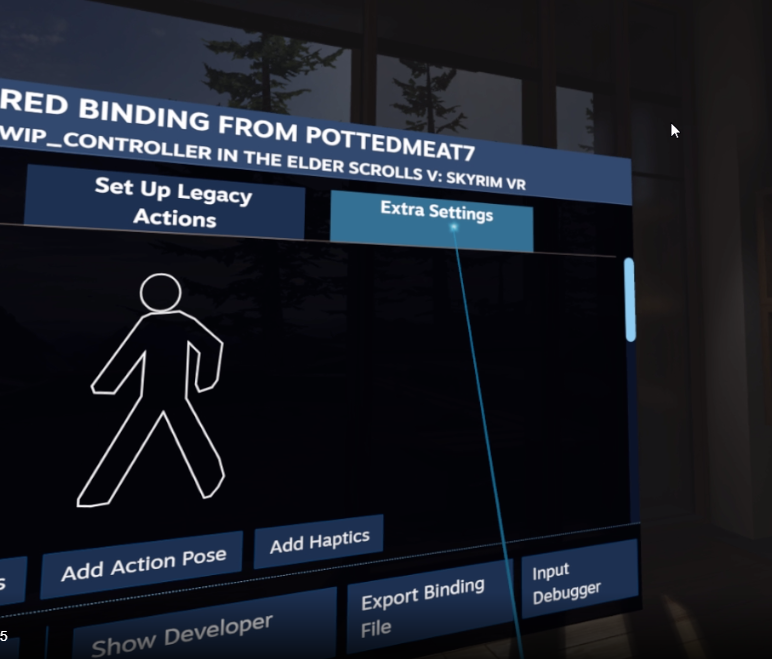 RED BINDING FROM POTTEDMEAT7
WIP_CONTROLLER IN THE ELDER SCROLLS V: SKYRIM VR
Set Up Legacy
Actions
Extra Settings
s
Add Action Pose
Add Haptics
5
Show Developer
Export Binding
File
Input
Debugger